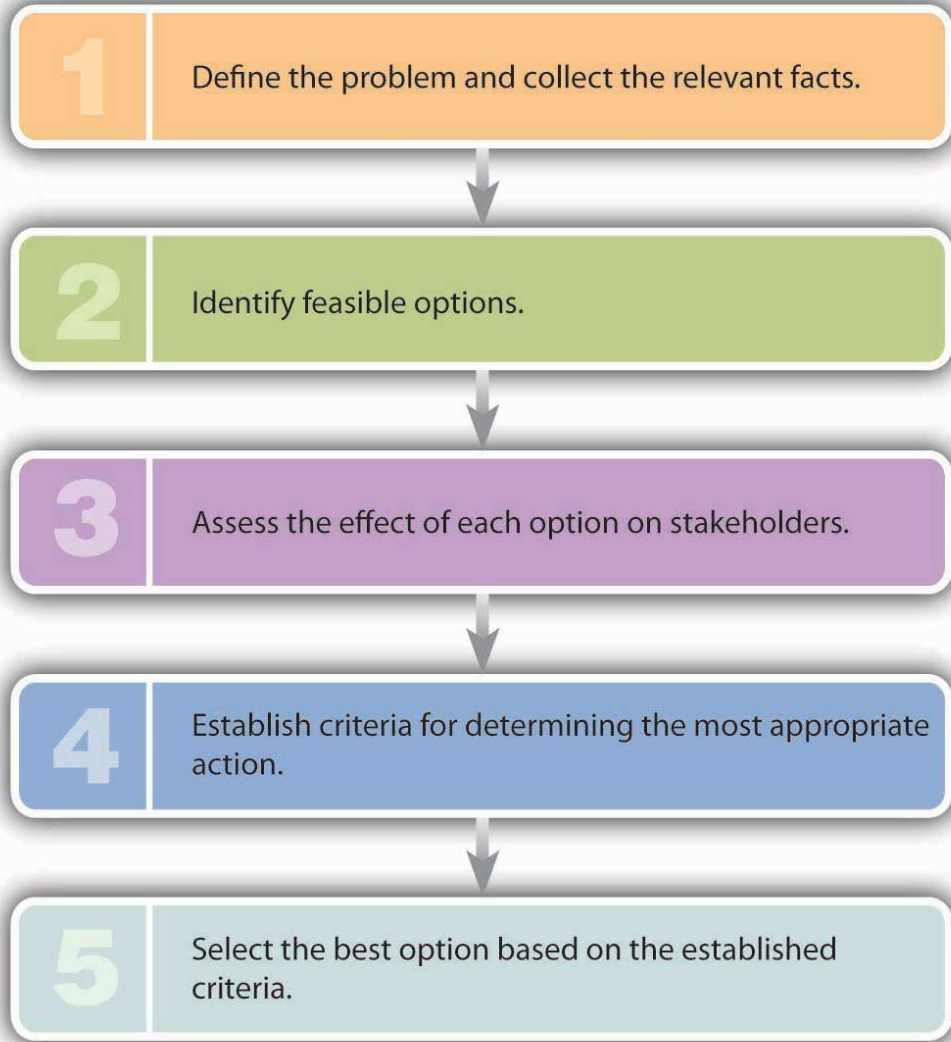 1
Define the problem and collect the relevant facts.
2
Identify feasible options.
3
Assess the effect of each option on stakeholders.
4
Establish criteria for determining the most appropriate
action.
5
Select the best option based on the established
criteria.